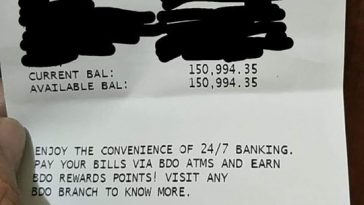 CURRENT BAL: 150,994.35
AVAILABLE BAL: 150,994.35
ENJOY THE CONVENIENCE OF 24/7 BANKING.
PAY YOUR BILLS VIA BDO ATMS AND EARN
BDO REWARDS POINTS! VISIT ANY
BDO BRANCH TO KNOW MORE.